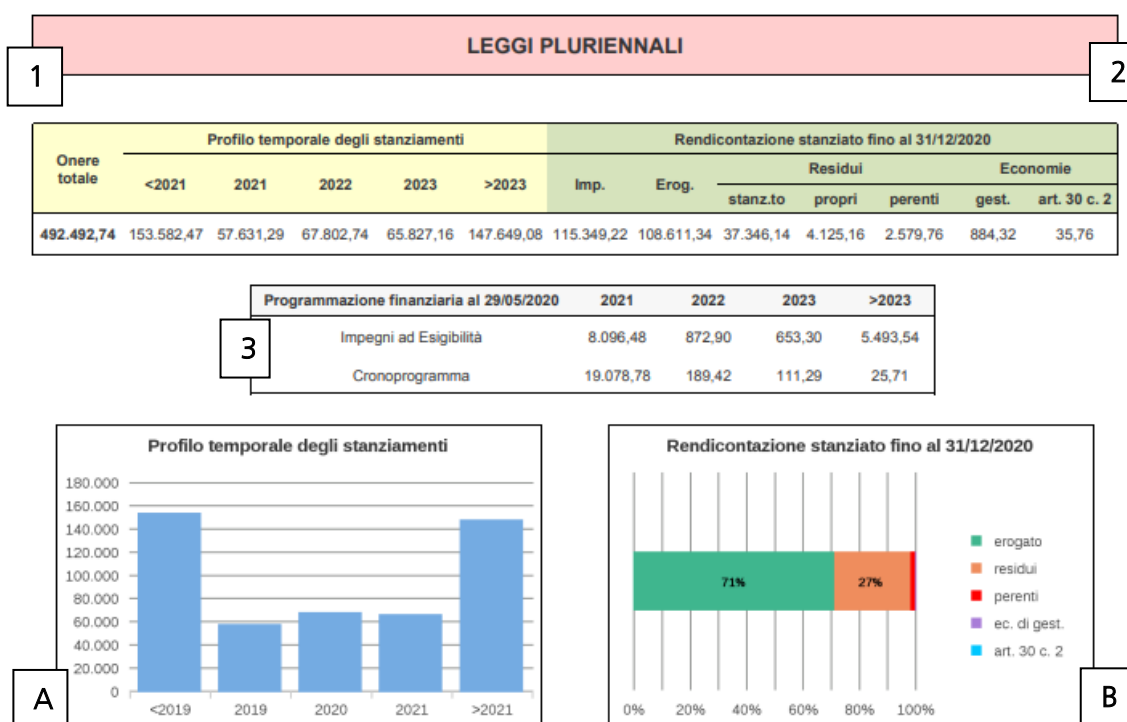 LEGGI PLURIENNALI
1
2
Onere totale
Profilo temporale degli stanziamenti
Rendicontazione stanziato fino al 31/12/2020
<2021 2021 2022 2023 >2023 Imp. Erog. Residui Economie
stanz.to propri perenti gest. art. 30 c. 2
492.492,74 153.582,47 57.631,29 67.802,74 65.827,16 147.649,08 115.349,22 108.611,34 37.346,14 4.125,16 2.579,76 884,32 35,76
Programmazione finanziaria al 29/05/2020 2021 2022 2023 >2023
3
Impegni ad Esigibilità 8.096,48 872,90 653,30 5.493,54
Cronoprogramma 19.078,78 189,42 111,29 25,71
Profilo temporale degli stanziamenti
180.000
160.000
140.000
120.000
100.000
80.000
60.000
40.000
20.000
0
<2019 2019 2020 2021 >2021
A
Rendicontazione stanziato fino al 31/12/2020
71% 27%
erogato
residui
perenti
ec. di gest.
art. 30 c. 2
0% 20% 40% 60% 80% 100%
B